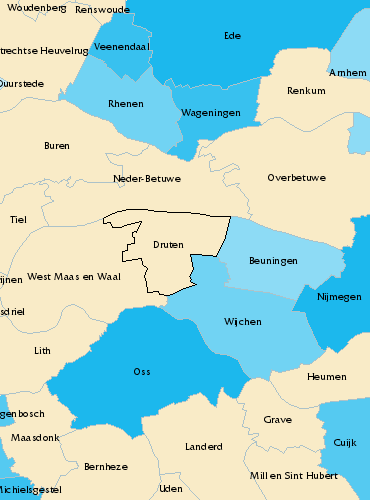 Woudenberg
Renswoude
Ede
Veenendaal
trechtse Heuvelrug
Arnhem
Duurstede
Renkum
Rhenen
Wageningen
Buren
Neder-Betuwe
Overbetuwe
Tiel
Druten
Beuningen
West Maas en Waal
ijnen
Nijmegen
sdriel
Wijchen
Lith
Oss
Heumen
genbosch
Grave
Maasdonk
Landerd
Cuijk
Bernheze
Mill en Sint Hubert
Michielsgestel
Uden